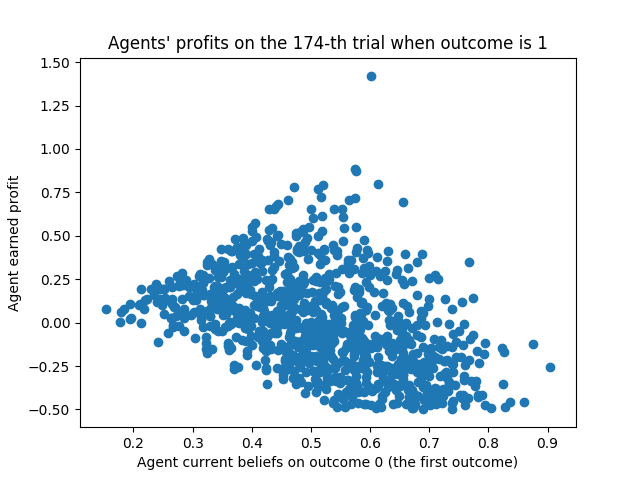 Agents' profits on the 174-th trial when outcome is 1
1.50
1.25
1.00
0.75
0.50
0.25
0.00
−0.25
−0.50
Agent earned profit
0.2 0.3 0.4 0.5 0.6 0.7 0.8 0.9
Agent current beliefs on outcome 0 (the first outcome)